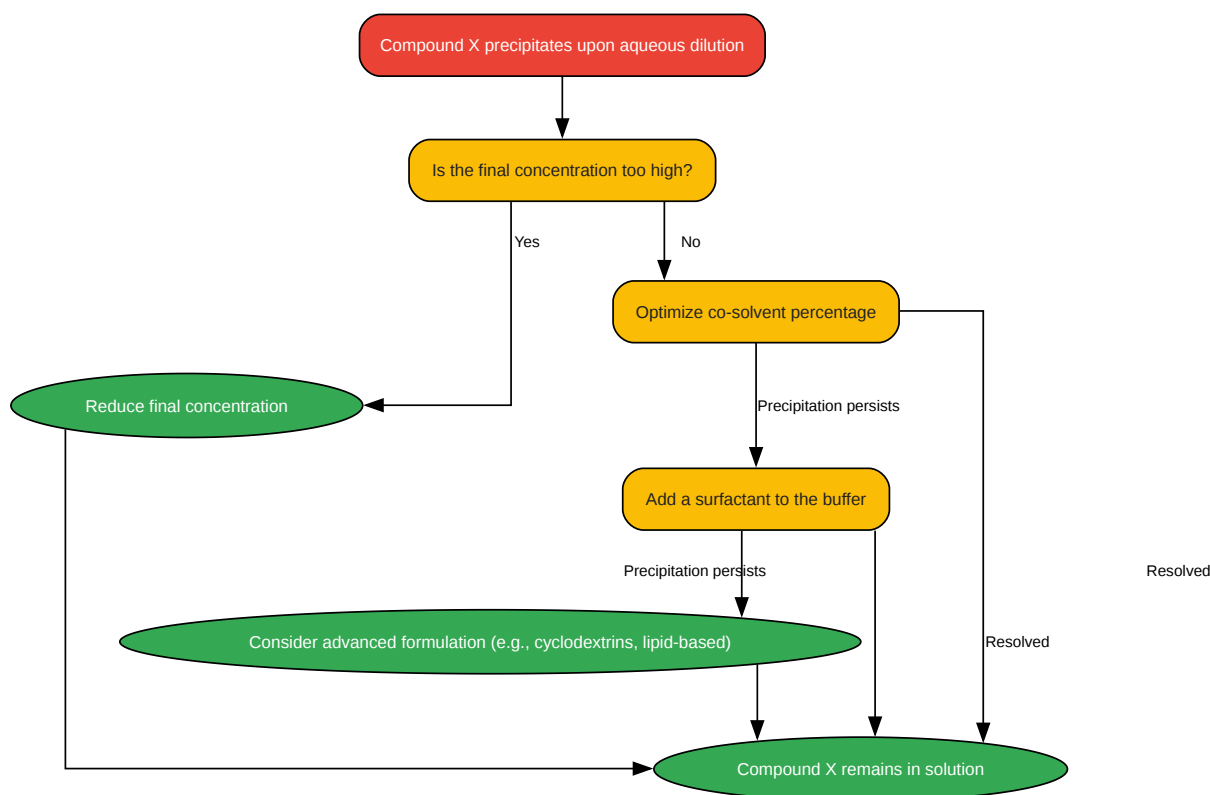 Compound X precipitates upon aqueous dilution
Is the final concentration too high?
Yes
No
Optimize co-solvent percentage
Reduce final concentration
Precipitation persists
Add a surfactant to the buffer
Precipitation persists
Resolved
Consider advanced formulation (e.g., cyclodextrins, lipid-based)
Resolved
Compound X remains in solution